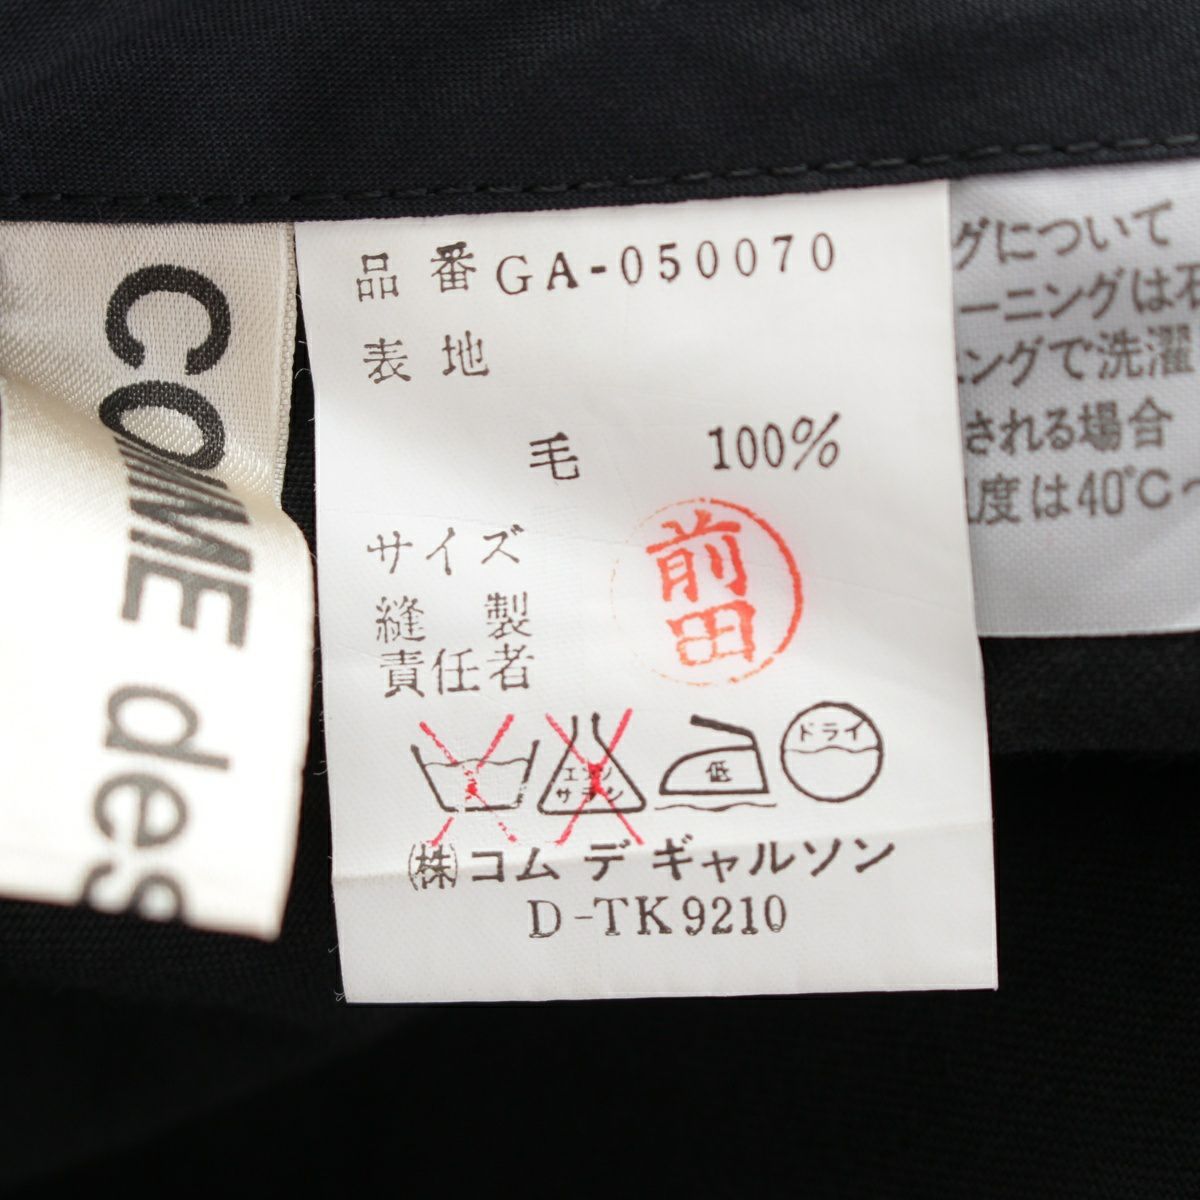 COMME des
品番 GA-050070
表地
毛 100%
サイズ
縫製
責任者
前田
エンソ
サラシ
低
ドライ
㈱コム デ ギャルソン
D-TK9210
グについて
ーニングは石
ングで洗濯
される場合
度は40℃~